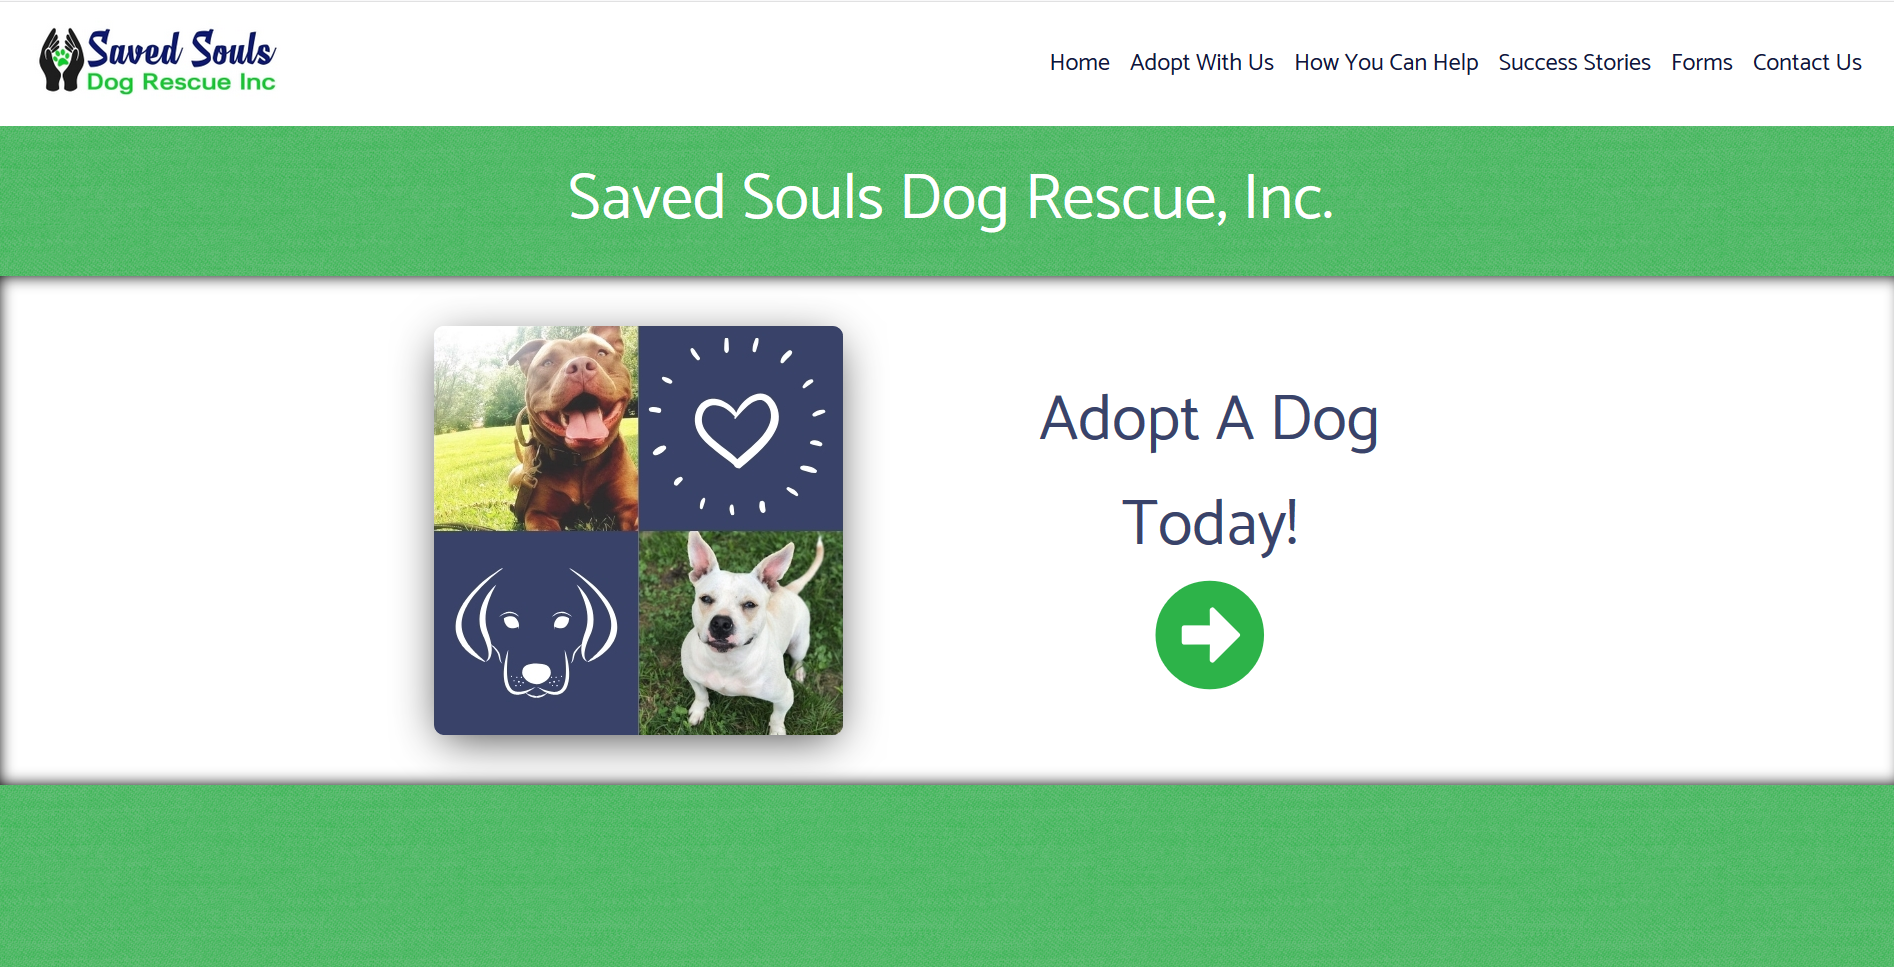 Saved Souls
Dog Rescue Inc
Home Adopt With Us How You Can Help Success Stories Forms Contact Us
Saved Souls Dog Rescue, Inc.
Adopt A Dog
Today!